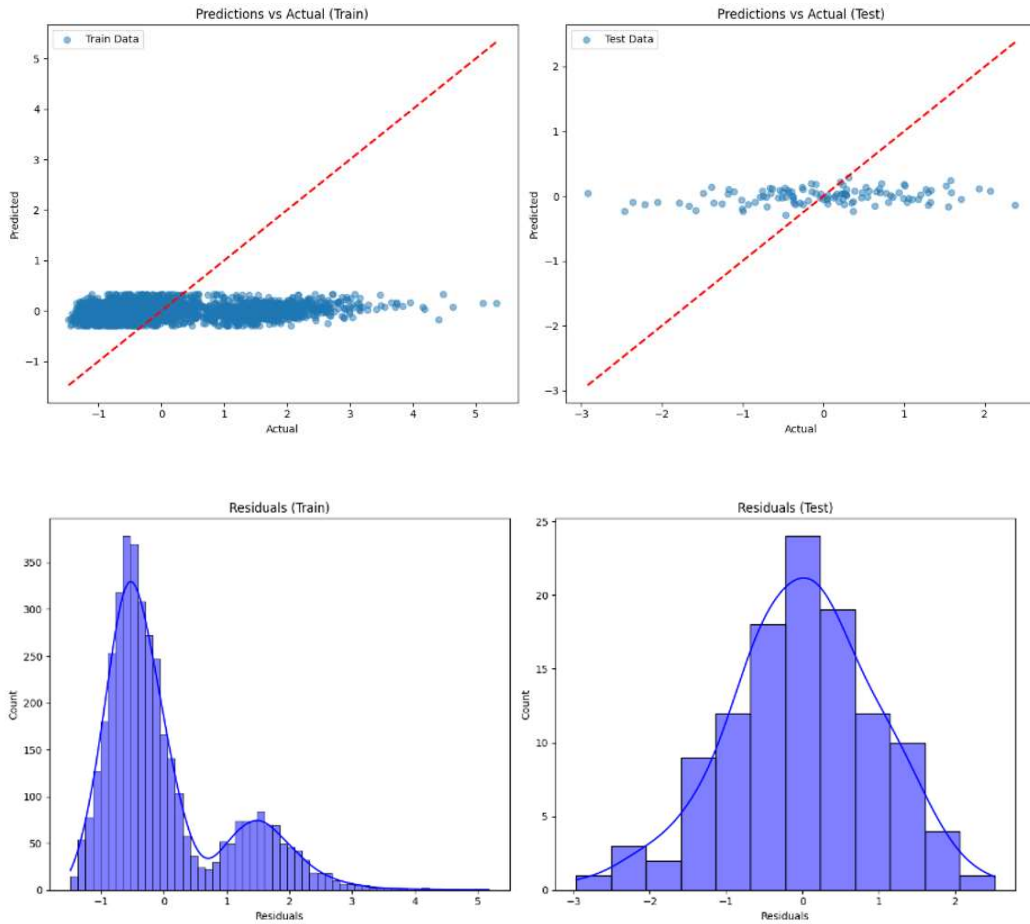 Predictions vs Actual (Train)
Train Data
5
4
3
2
1
0
−1
Predicted
−1 0 1 2 3 4 5
Actual
Predictions vs Actual (Test)
Test Data
2
1
0
−1
−2
−3
Predicted
−3 −2 −1 0 1 2
Actual
Residuals (Train)
350
300
250
200
150
100
50
0
Count
−1 0 1 2 3 4 5
Residuals
Residuals (Test)
25
20
15
10
5
0
Count
−3 −2 −1 0 1 2
Residuals